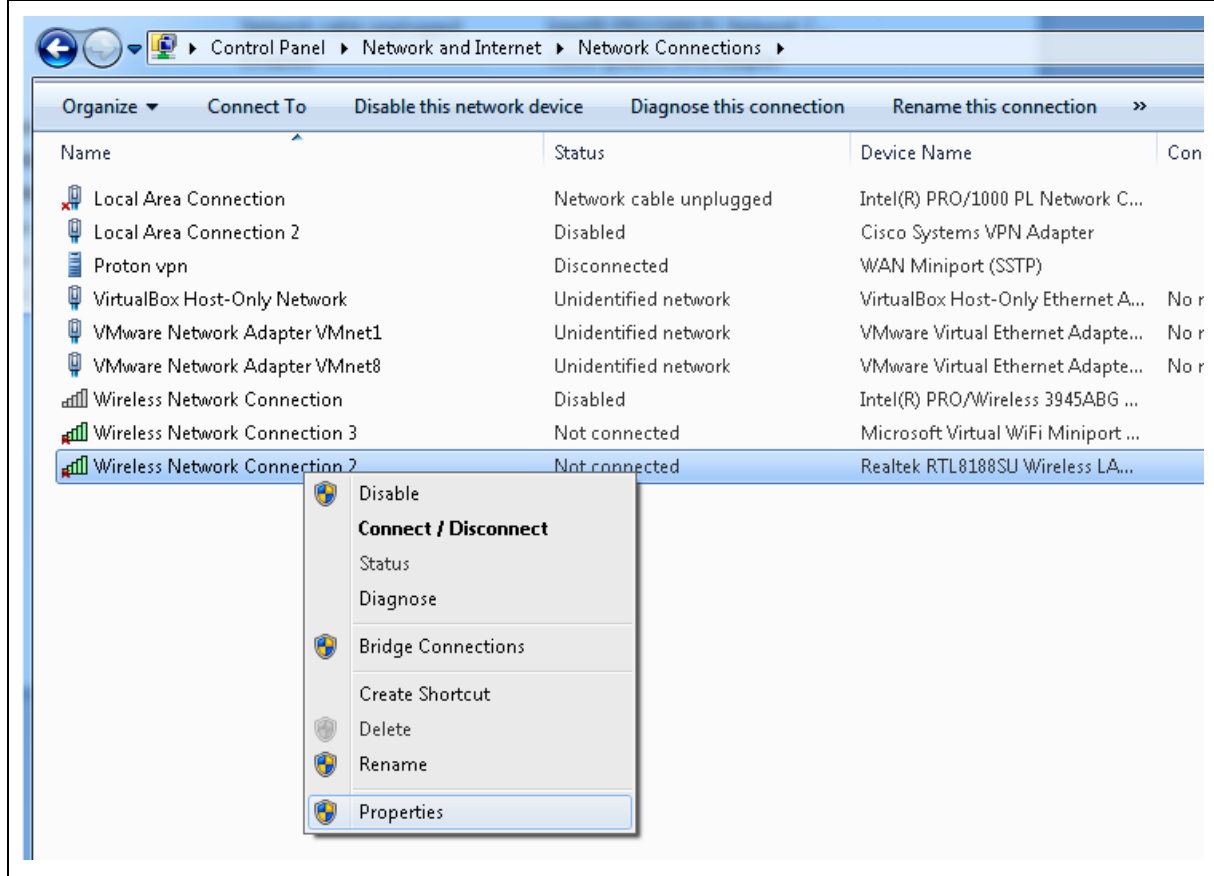 Control Panel Network and Internet Network Connections
Organize Connect To Disable this network device Diagnose this connection Rename this connection »
Name Status Device Name Con
Local Area Connection Network cable unplugged Intel(R) PRO/1000 PL Network C...
Local Area Connection 2 Disabled Cisco Systems VPN Adapter
Proton vpn Disconnected WAN Miniport (SSTP)
VirtualBox Host-Only Network Unidentified network VirtualBox Host-Only Ethernet A... No r
VMware Network Adapter VMnet1 Unidentified network VMware Virtual Ethernet Adapte... No r
VMware Network Adapter VMnet8 Unidentified network VMware Virtual Ethernet Adapte... No r
Wireless Network Connection Disabled Intel(R) PRO/Wireless 3945ABG ...
Wireless Network Connection 3 Not connected Microsoft Virtual WiFi Miniport ...
Wireless Network Connection 2 Not connected Realtek RTL8188SU Wireless LA...
Disable
Connect / Disconnect
Status
Diagnose
Bridge Connections
Create Shortcut
Delete
Rename
Properties